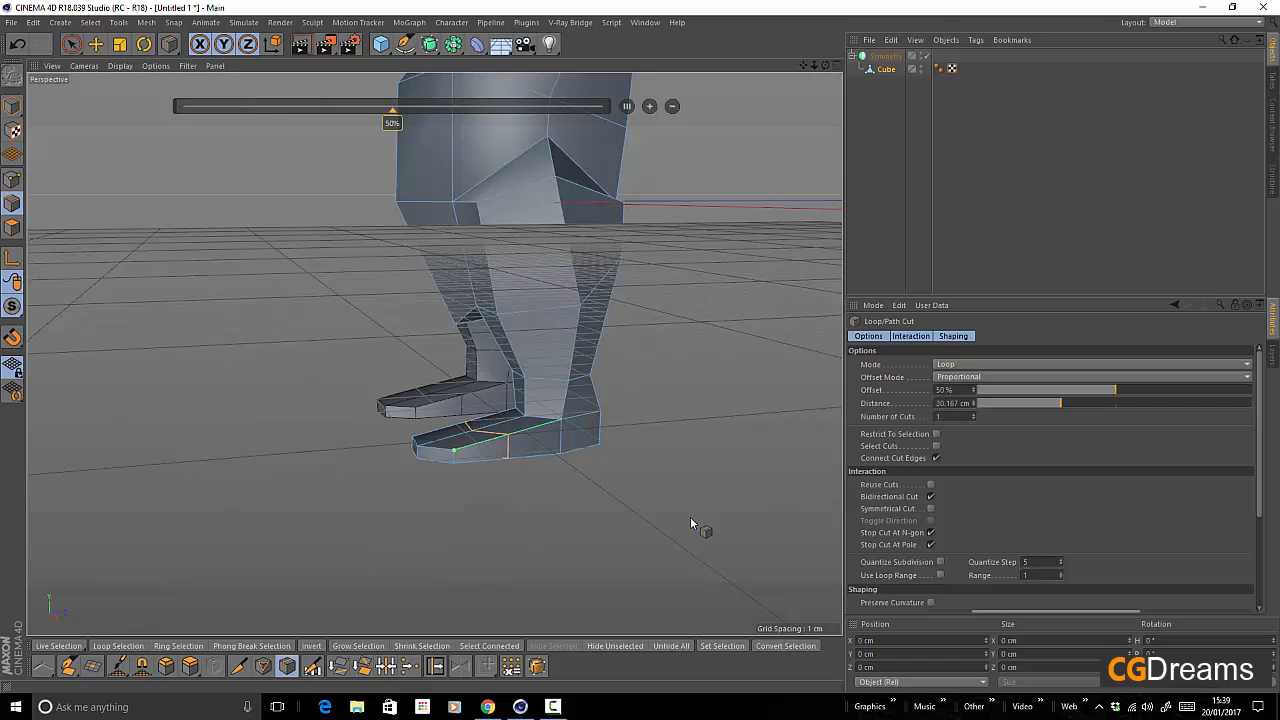 CINEMA 4D R18.039 Studio (RC - R18) - [Untitled 1 *] - Main
File Edit Create Select Tools Mesh Snap Animate Simulate Render Sculpt Motion Tracker MoGraph Character Pipeline Plugins V-Ray Bridge Script Window Help
Layout: Model
View Cameras Display Options Filter Panel
Perspective
50%
Grid Spacing : 1 cm
File Edit View Objects Tags Bookmarks
Symmetry
Cube
Objects
Takes
Content Browser
Structure
Mode Edit User Data
Loop/Path Cut
Options Interaction Shaping
Options
Mode Loop
Offset Mode Proportional
Offset 50 %
Distance 30.167 cm
Number of Cuts 1
Restrict To Selection
Select Cuts
Connect Cut Edges
Interaction
Reuse Cuts
Bidirectional Cut
Symmetrical Cut
Toggle Direction
Stop Cut At N-gon
Stop Cut At Pole
Quantize Subdivision Quantize Step 5
Use Loop Range Range 1
Shaping
Preserve Curvature
Attributes
Layers
Position Size Rotation
X 0 cm X 0 cm H 0 °
Y 0 cm Y 0 cm P 0 °
Z 0 cm Z 0 cm
Object (Rel) Size
Live Selection Loop Selection Ring Selection Phong Break Selection Invert Grow Selection Shrink Selection Select Connected Hide Unselected Unhide All Set Selection Convert Selection
MAXON CINEMA 4D
CGDreams
Ask me anything
Graphics Music Other Video Web
15:39
20/01/2017